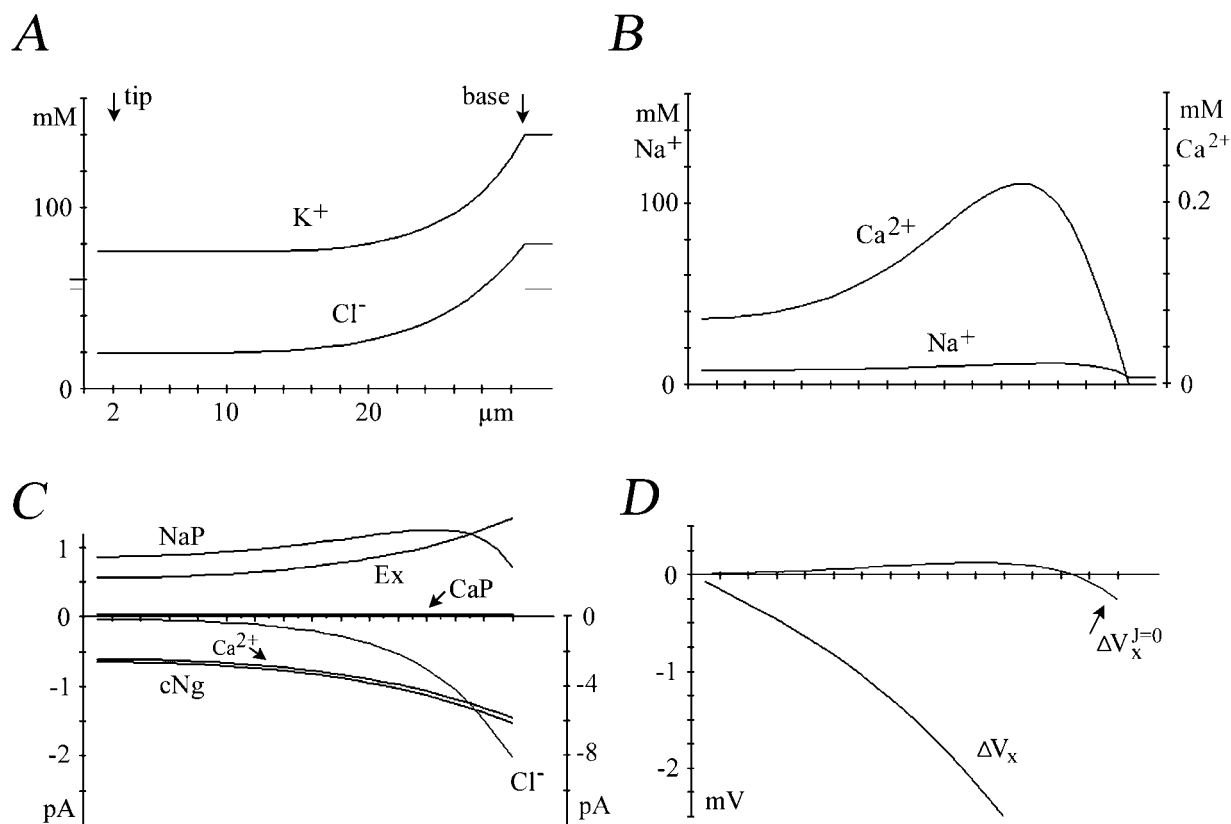 A
mM
tip
base
100
K+
Cl-
0
2
10
20
μm
B
mM
Na+
mM
Ca2+
100
0.2
Ca2+
Na+
0
0
C
NaP
1
Ex
CaP
0
0
Ca2+
cNg
-1
-4
-2
-8
Cl-
pA
pA
D
0
ΔVxJ=0
-1
ΔVx
-2
mV